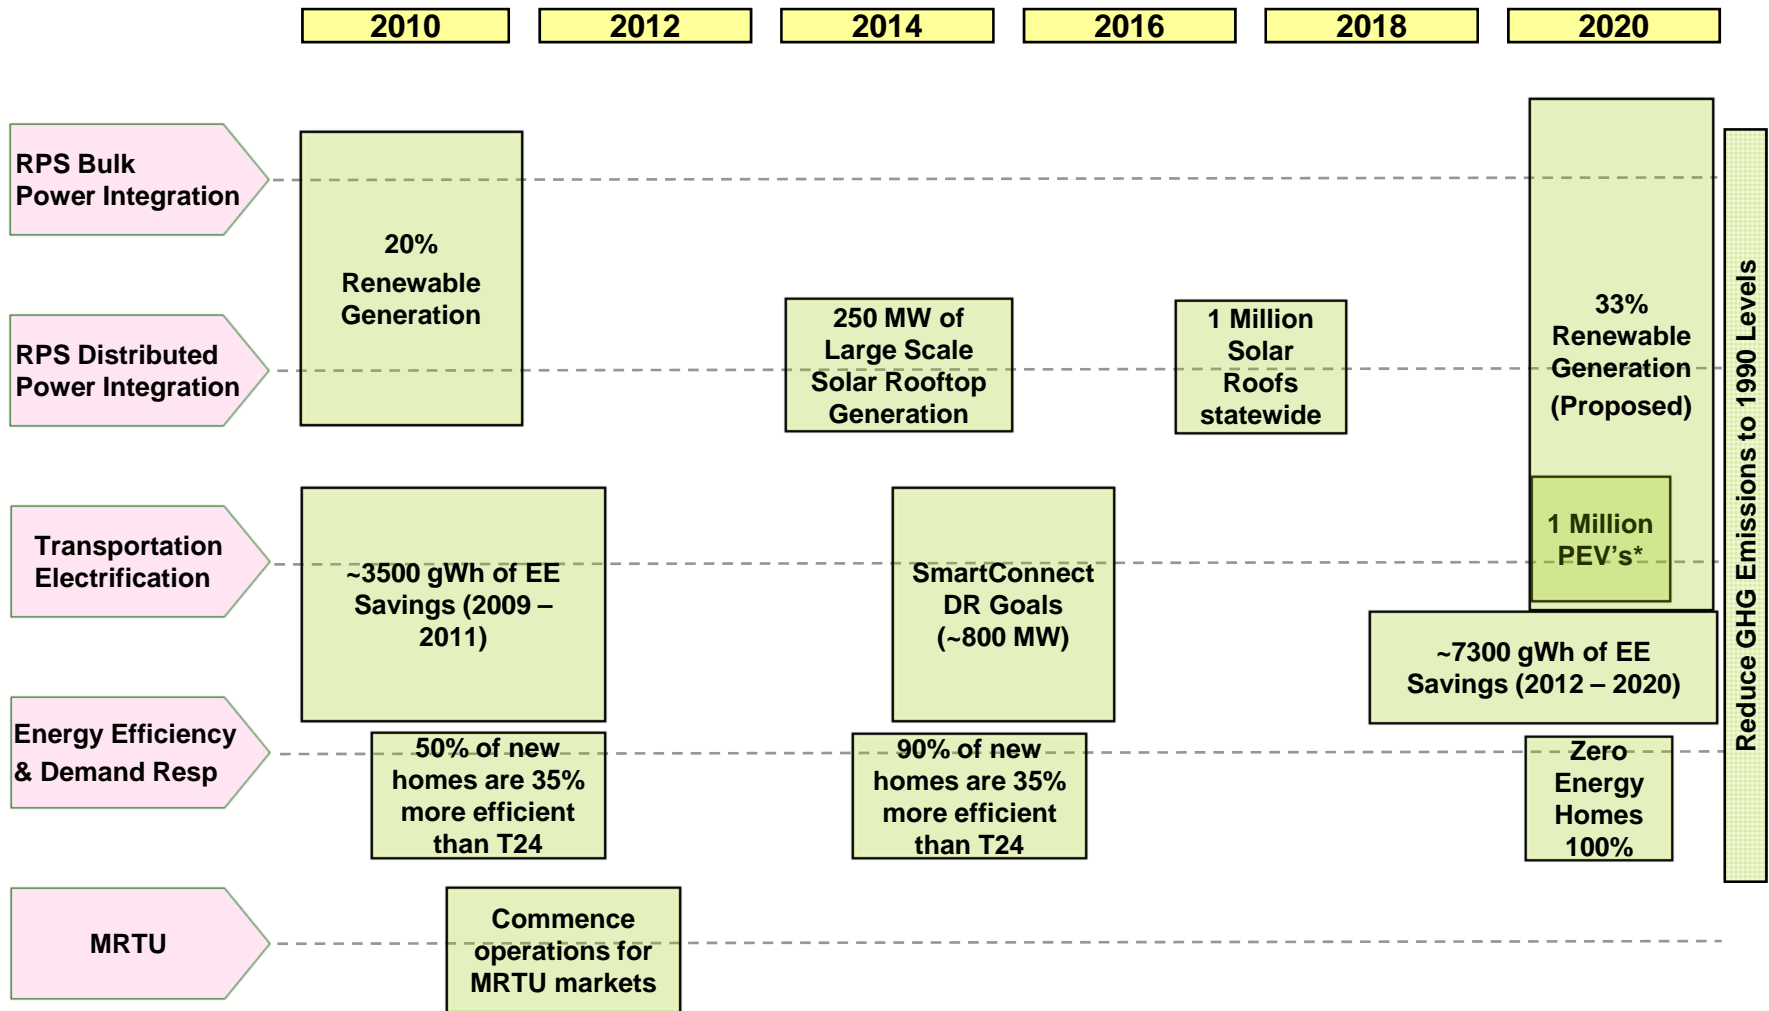 2010
2012
2014
2016
2018
2020
RPS Bulk
Power Integration
20%
Renewable
Generation
RPS Distributed
Power Integration
250 MW of
Large Scale
Solar Rooftop
Generation
1 Million
Solar
Roofs
statewide
33%
Renewable
Generation
(Proposed)
Transportation
Electrification
~3500 gWh of EE
Savings (2009 –
2011)
SmartConnect
DR Goals
(~800 MW)
1 Million
PEV's*
~7300 gWh of EE
Savings (2012 – 2020)
Energy Efficiency
& Demand Resp
50% of new
homes are 35%
more efficient
than T24
90% of new
homes are 35%
more efficient
than T24
Zero
Energy
Homes
100%
MRTU
Commence
operations for
MRTU markets
Reduce GHG Emissions to 1990 Levels